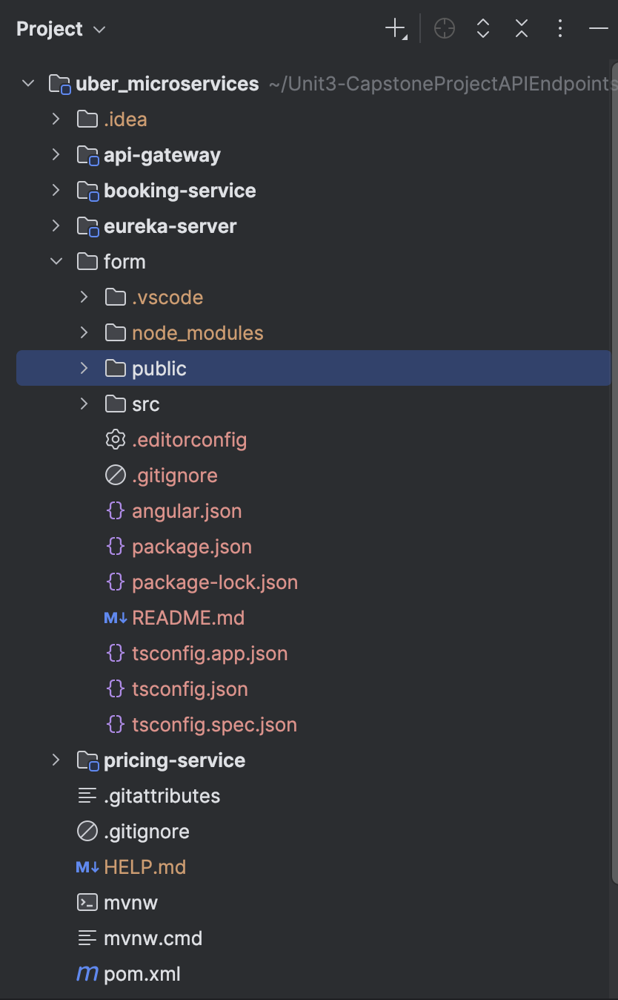 Project
uber_microservices ~/Unit3-CapstoneProjectAPIEndpoints
.idea
api-gateway
booking-service
eureka-server
form
.vscode
node_modules
public
src
.editorconfig
.gitignore
{} angular.json
{} package.json
{} package-lock.json
M↓ README.md
{} tsconfig.app.json
{} tsconfig.json
{} tsconfig.spec.json
pricing-service
.gitattributes
.gitignore
M↓ HELP.md
mvnw
mvnw.cmd
m pom.xml